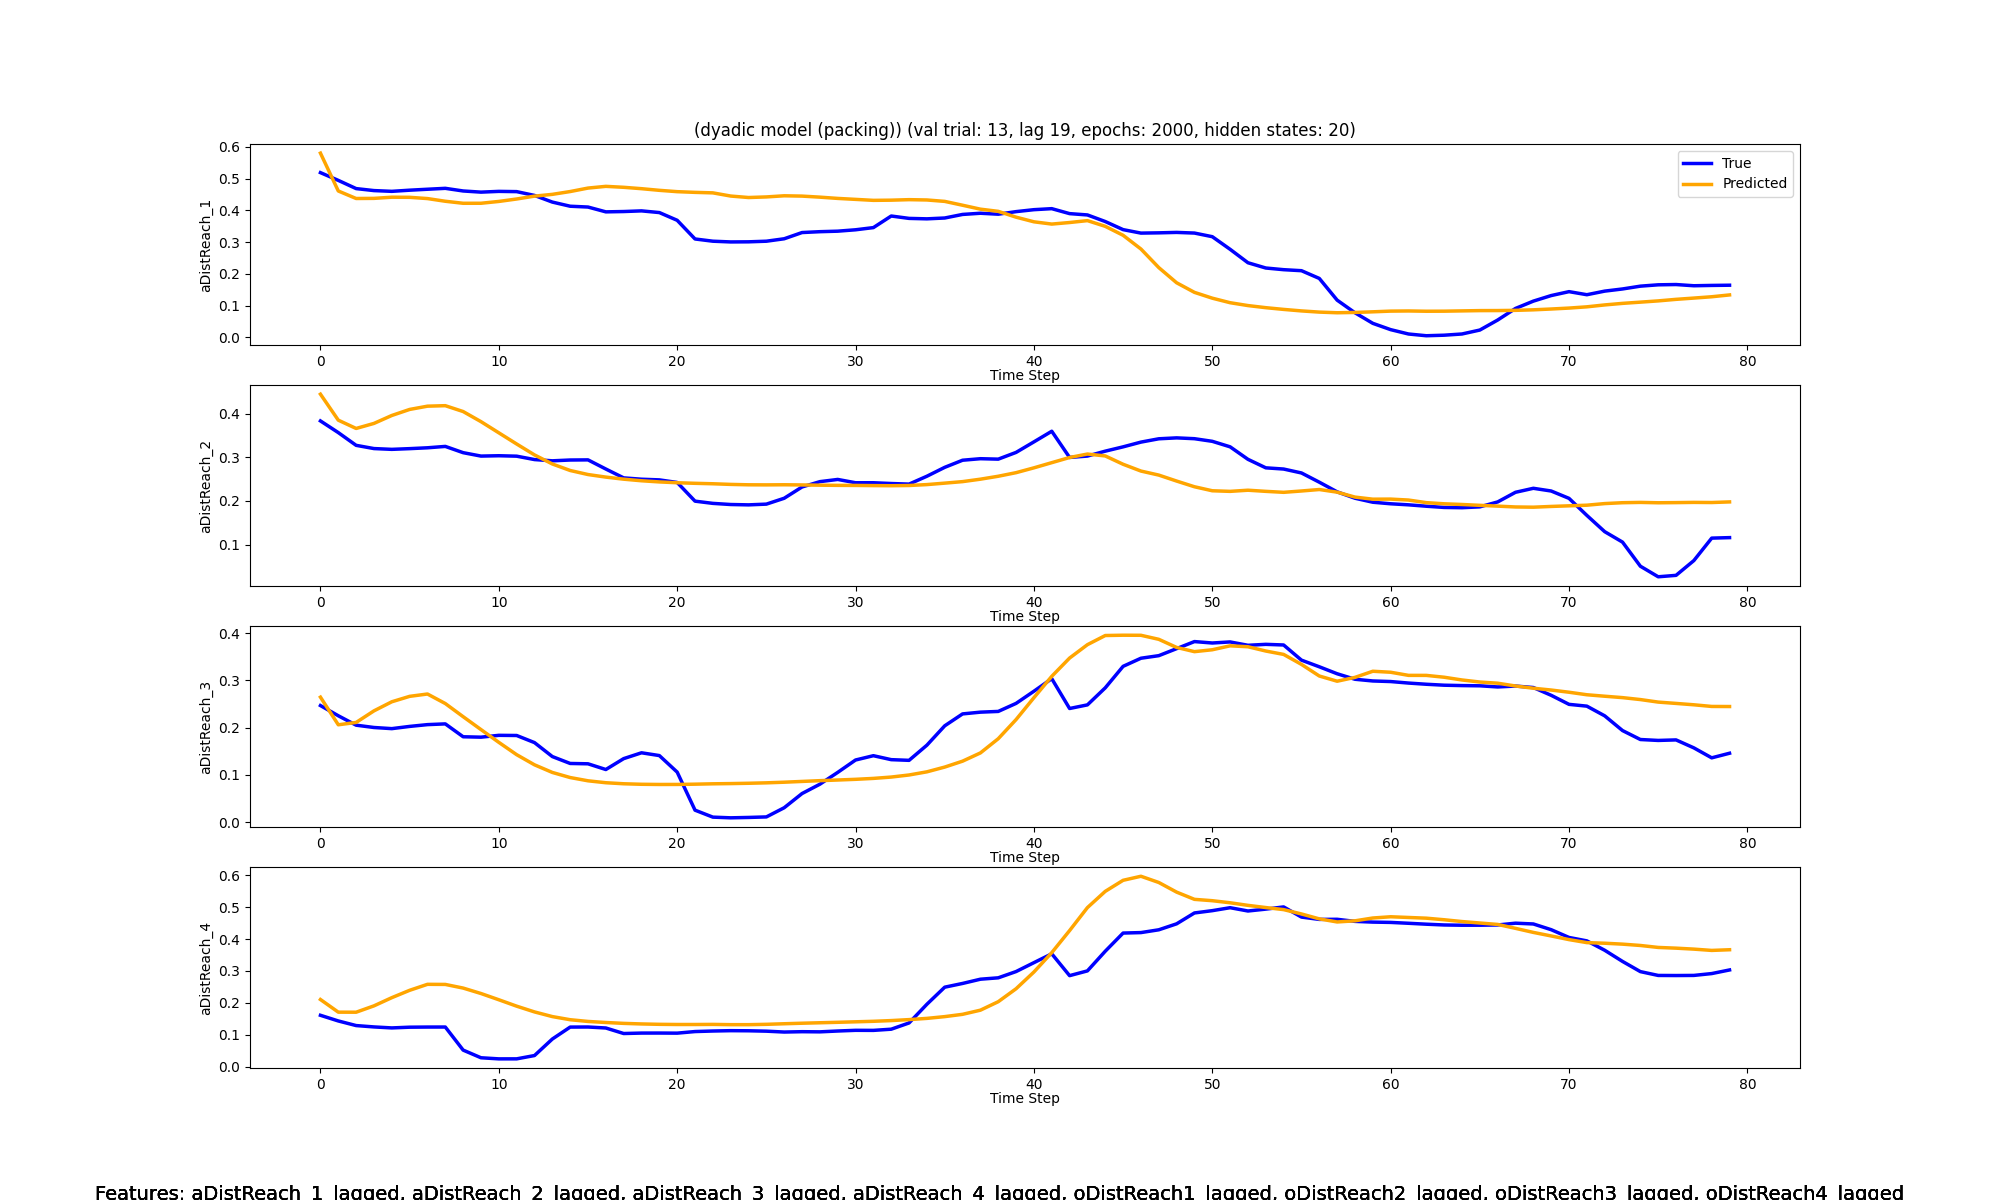 (dyadic model (packing)) (val trial: 13, lag 19, epochs: 2000, hidden states: 20)
True
Predicted
aDistReach_1
0.6
0.5
0.4
0.3
0.2
0.1
0.0
0 10 20 30 40 50 60 70 80
Time Step
aDistReach_2
0.4
0.3
0.2
0.1
0 10 20 30 40 50 60 70 80
Time Step
aDistReach_3
0.4
0.3
0.2
0.1
0.0
0 10 20 30 40 50 60 70 80
Time Step
aDistReach_4
0.6
0.5
0.4
0.3
0.2
0.1
0.0
0 10 20 30 40 50 60 70 80
Time Step
Features: aDistReach_1_lagged, aDistReach_2_lagged, aDistReach_3_lagged, aDistReach_4_lagged, oDistReach1_lagged, oDistReach2_lagged, oDistReach3_lagged, oDistReach4_lagged